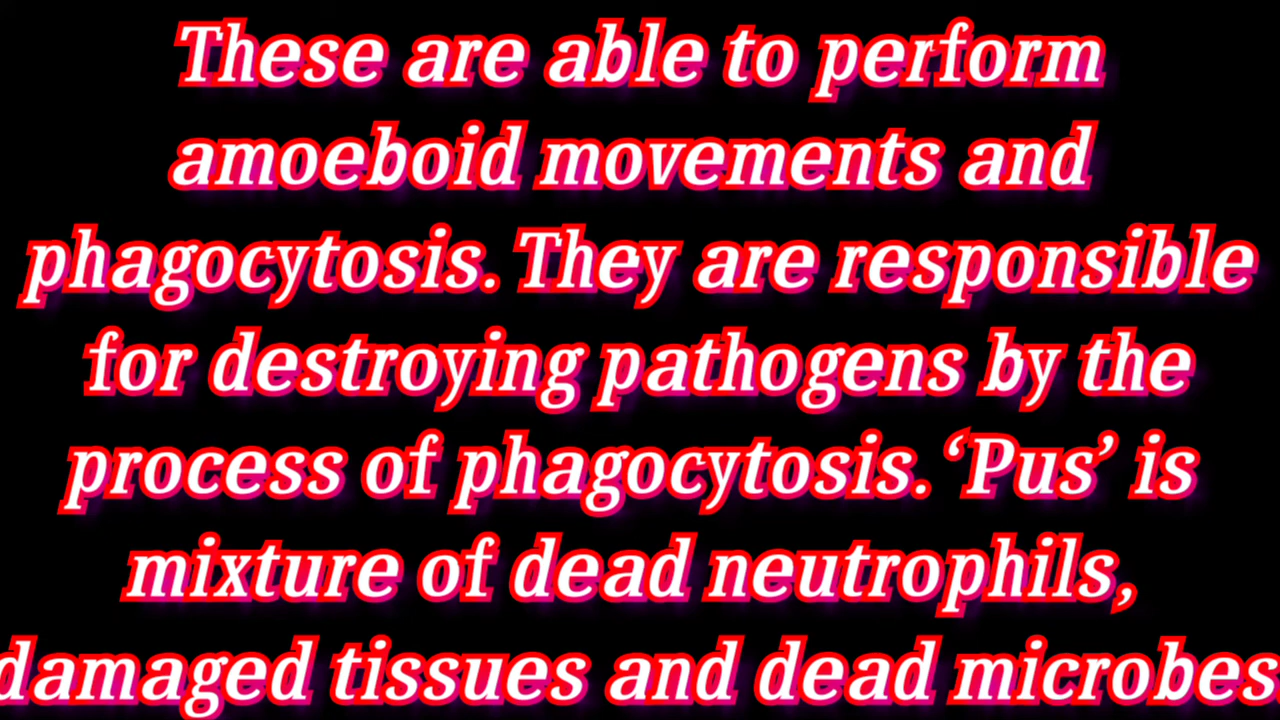 These are able to perform
amoeboid movements and
phagocytosis. They are responsible
for destroying pathogens by the
process of phagocytosis. ‘Pus’ is
mixture of dead neutrophils,
damaged tissues and dead microbes